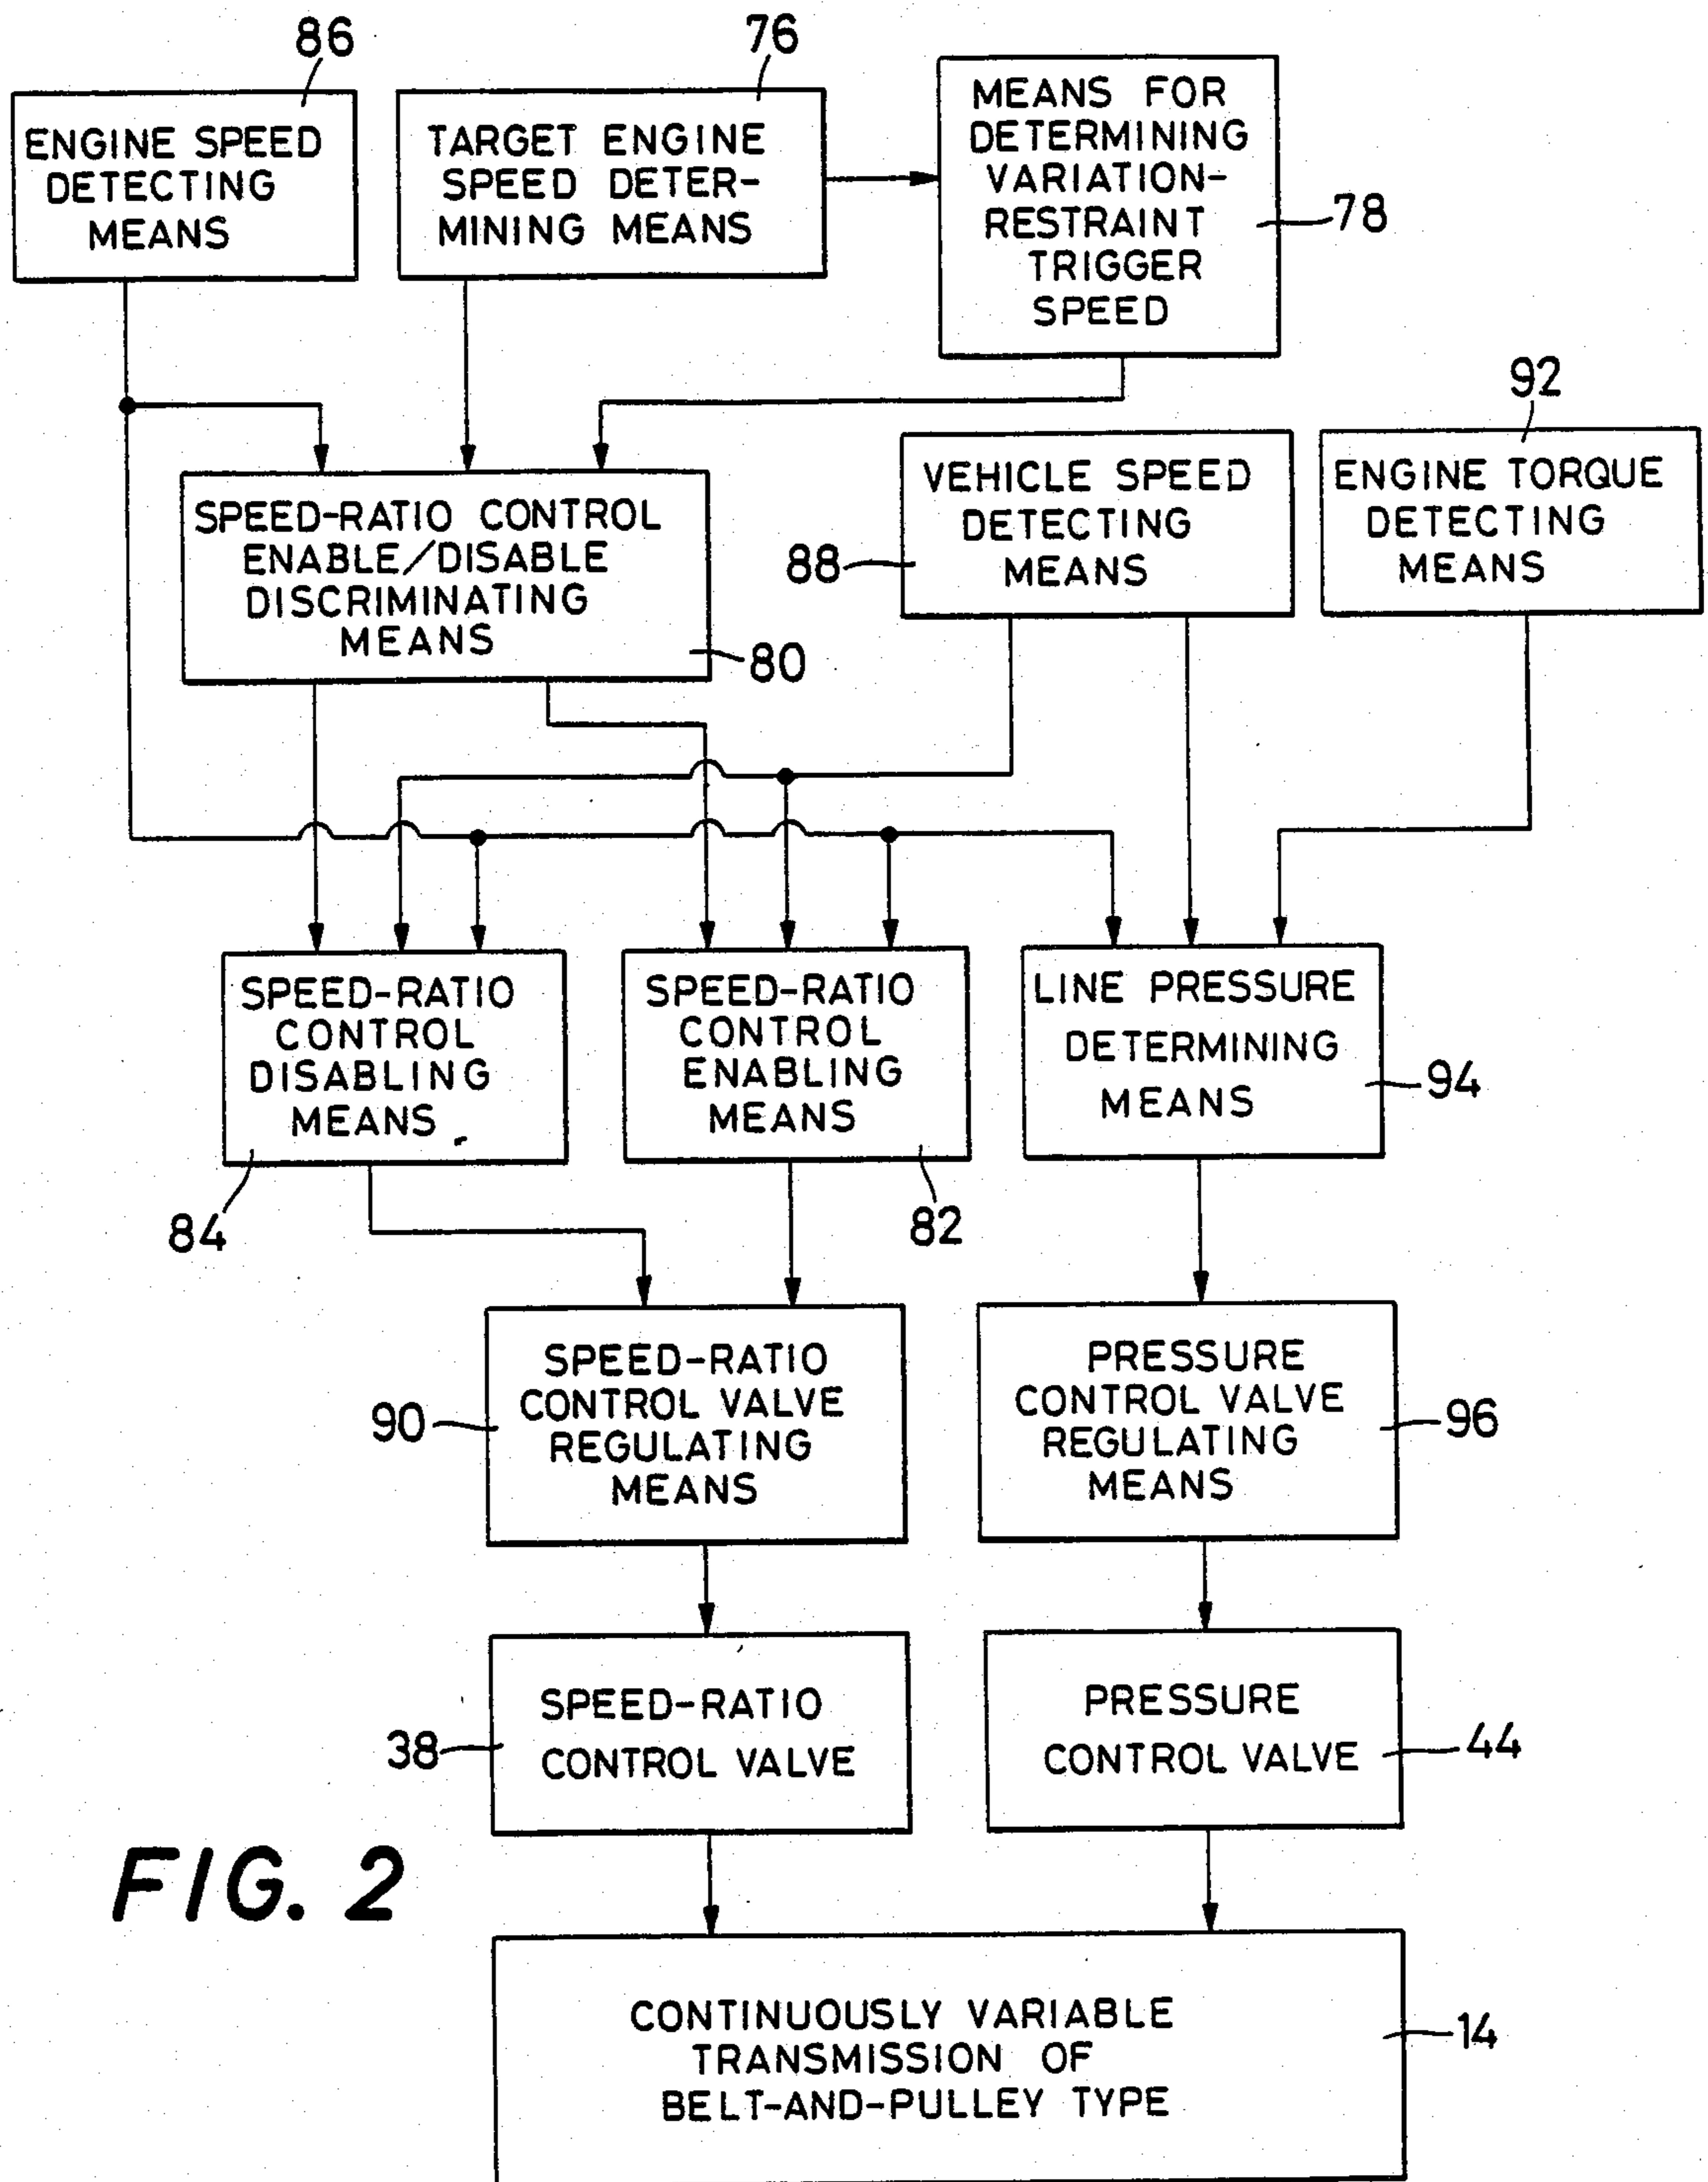 86
76
ENGINE SPEED
DETECTING
MEANS
TARGET ENGINE
SPEED DETER-
MINING MEANS
MEANS FOR
DETERMINING
VARIATION-
RESTRAINT
TRIGGER
SPEED
78
92
SPEED-RATIO CONTROL
ENABLE/DISABLE
DISCRIMINATING
MEANS
80
VEHICLE SPEED
DETECTING
MEANS
88
ENGINE TORQUE
DETECTING
MEANS
SPEED-RATIO
CONTROL
DISABLING
MEANS
84
SPEED-RATIO
CONTROL
ENABLING
MEANS
82
LINE PRESSURE
DETERMINING
MEANS
94
SPEED-RATIO
CONTROL VALVE
REGULATING
MEANS
90
PRESSURE
CONTROL VALVE
REGULATING
MEANS
96
SPEED-RATIO
CONTROL VALVE
38
PRESSURE
CONTROL VALVE
44
FIG. 2
CONTINUOUSLY VARIABLE
TRANSMISSION OF
BELT-AND-PULLEY TYPE
14